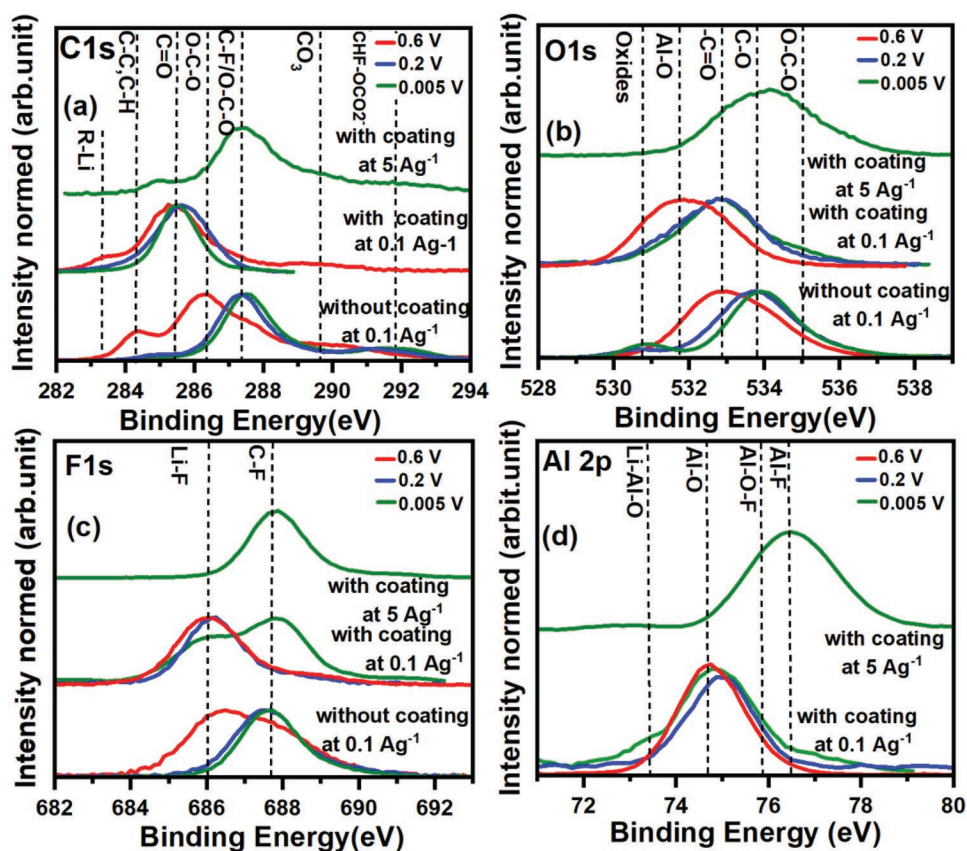 C1s
(a)
R-Li
C-C,C-H
C=O
O-C-O
C-F/O-C-O
CO3
CHF-OCO2-
0.6 V
0.2 V
0.005 V
with coating
at 5 Ag-1
with coating
at 0.1 Ag-1
without coating
at 0.1 Ag-1
Intensity normed (arb.unit)
282 284 286 288 290 292 294
Binding Energy(eV)
O1s
(b)
Oxides
Al-O
-C=O
C-O
O-C-O
0.6 V
0.2 V
0.005 V
with coating
at 5 Ag-1
with coating
at 0.1 Ag-1
without coating
at 0.1 Ag-1
Intensity normed (arb.unit)
528 530 532 534 536 538
Binding Energy(eV)
F1s
(c)
Li-F
C-F
0.6 V
0.2 V
0.005 V
with coating
at 5 Ag-1
with coating
at 0.1 Ag-1
without coating
at 0.1 Ag-1
Intensity normed (arb.unit)
682 684 686 688 690 692
Binding Energy(eV)
Al 2p
(d)
Li-Al-O
Al-O
Al-O-F
Al-F
0.6 V
0.2 V
0.005 V
with coating
at 5 Ag-1
with coating
at 0.1 Ag-1
Intensity normed (arbit.unit)
72 74 76 78 80
Binding Energy (eV)